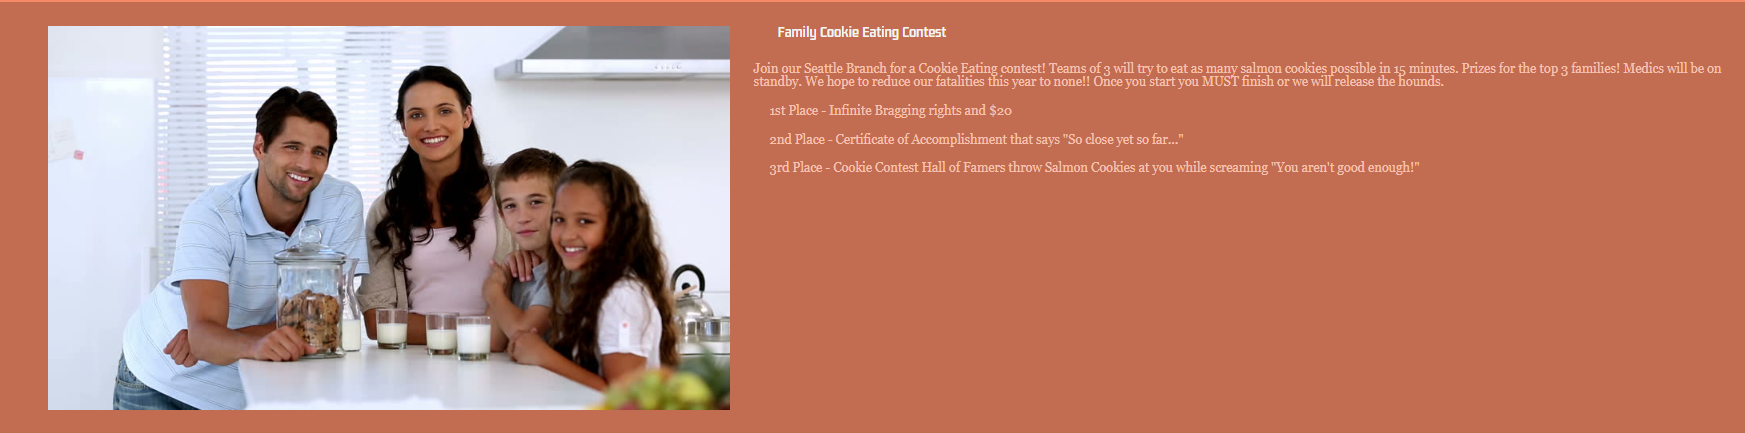 Family Cookie Eating Contest
Join our Seattle Branch for a Cookie Eating contest! Teams of 3 will try to eat as many salmon cookies possible in 15 minutes. Prizes for the top 3 families! Medics will be on
standby. We hope to reduce our fatalities this year to none!! Once you start you MUST finish or we will release the hounds.
1st Place - Infinite Bragging rights and $20
2nd Place - Certificate of Accomplishment that says "So close yet so far..."
3rd Place - Cookie Contest Hall of Famers throw Salmon Cookies at you while screaming "You aren't good enough!"